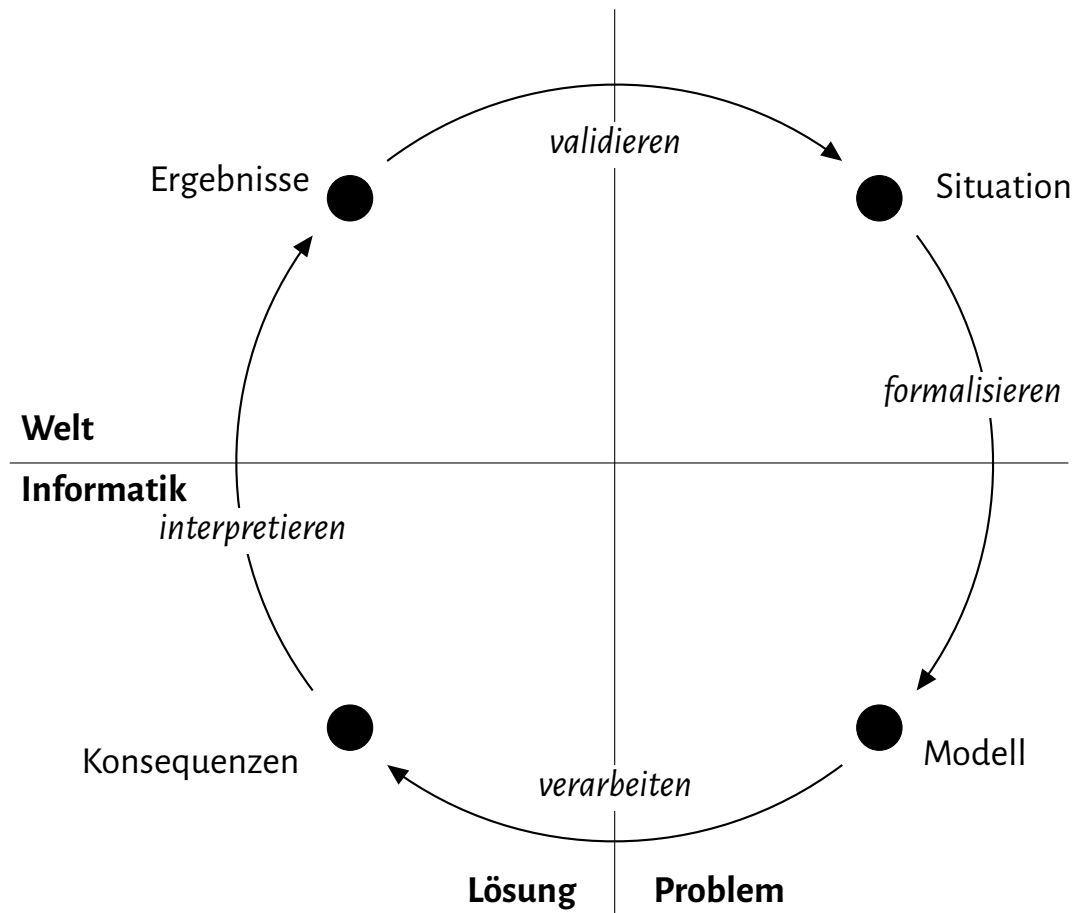 validieren
Ergebnisse
Situation
formalisieren
Welt
Informatik
interpretieren
Konsequenzen
Modell
verarbeiten
Lösung
Problem